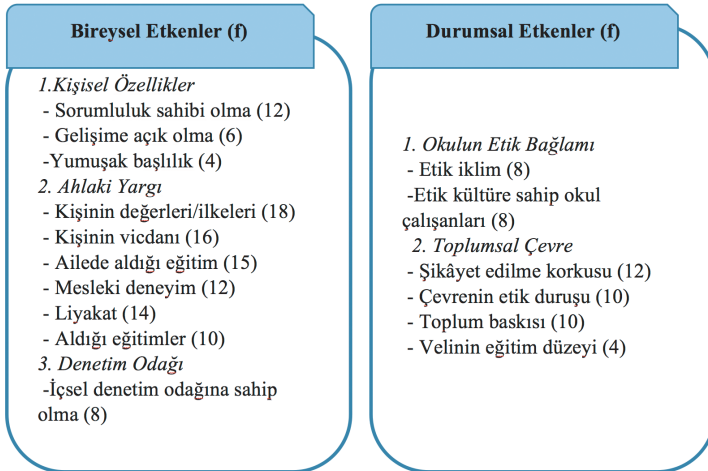 Bireysel Etkenler (f)
1.Kişisel Özellikler
- Sorumluluk sahibi olma (12)
- Gelişime açık olma (6)
-Yumuşak başlılık (4)
2. Ahlaki Yargı
- Kişinin değerleri/ilkeleri (18)
- Kişinin vicdanı (16)
- Ailede aldığı eğitim (15)
- Mesleki deneyim (12)
- Liyakat (14)
- Aldığı eğitimler (10)
3. Denetim Odağı
-İçsel denetim odağına sahip
olma (8)
Durumsal Etkenler (f)
1. Okulun Etik Bağlamı
- Etik iklim (8)
-Etik kültüre sahip okul
çalışanları (8)
2. Toplumsal Çevre
- Şikâyet edilme korkusu (12)
- Çevrenin etik duruşu (10)
- Toplum baskısı (10)
- Velinin eğitim düzeyi (4)